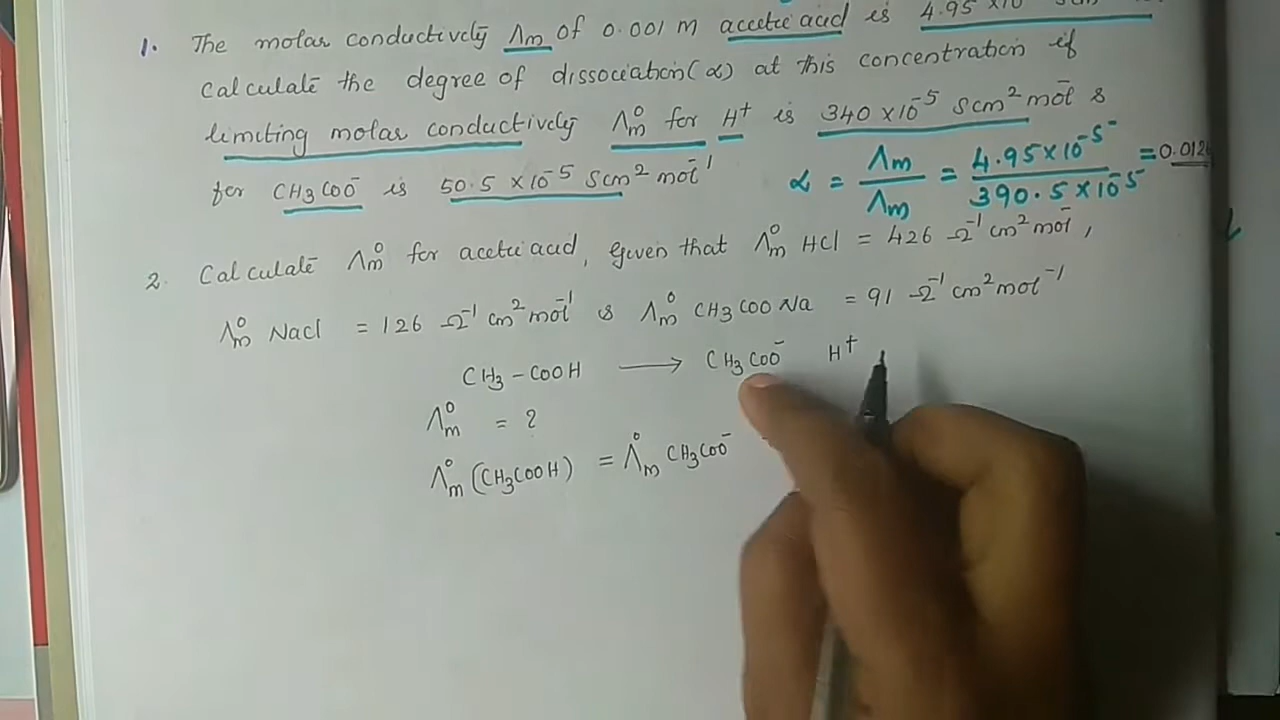 1. The molar conductively Λm of 0.001 M acetic acid is 4.95 ×10
Calculate the degree of dissociation(α) at this concentration if
limiting molar conductively Λ°m for H⁺ is 340 ×10⁻⁵ Scm² mol⁻ &
for CH3COO⁻ is 50.5 ×10⁻⁵ Scm² mol⁻¹
α = Λm / Λm = 4.95×10⁻⁵ / 390.5×10⁻⁵ = 0.012
2. Calculate Λ°m for acetic acid, given that Λ°m HCl = 426 Ω⁻¹ cm² mol⁻,
Λ°m NaCl = 126 Ω⁻¹ cm² mol⁻¹ & Λ°m CH3COONa = 91 Ω⁻¹ cm² mol⁻¹
CH3-COOH ⟶ CH3COO⁻ H⁺
Λ°m = ?
Λ°m (CH3COOH) = Λ°m CH3COO⁻